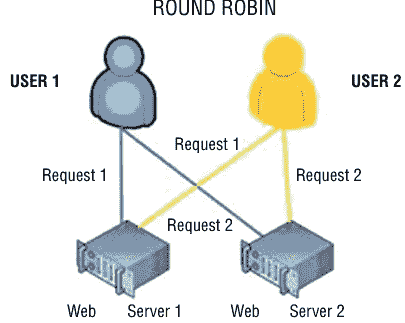 ROUND ROBIN
USER 1
USER 2
Request 1
Request 1
Request 2
Request 2
Web Server 1
Web Server 2